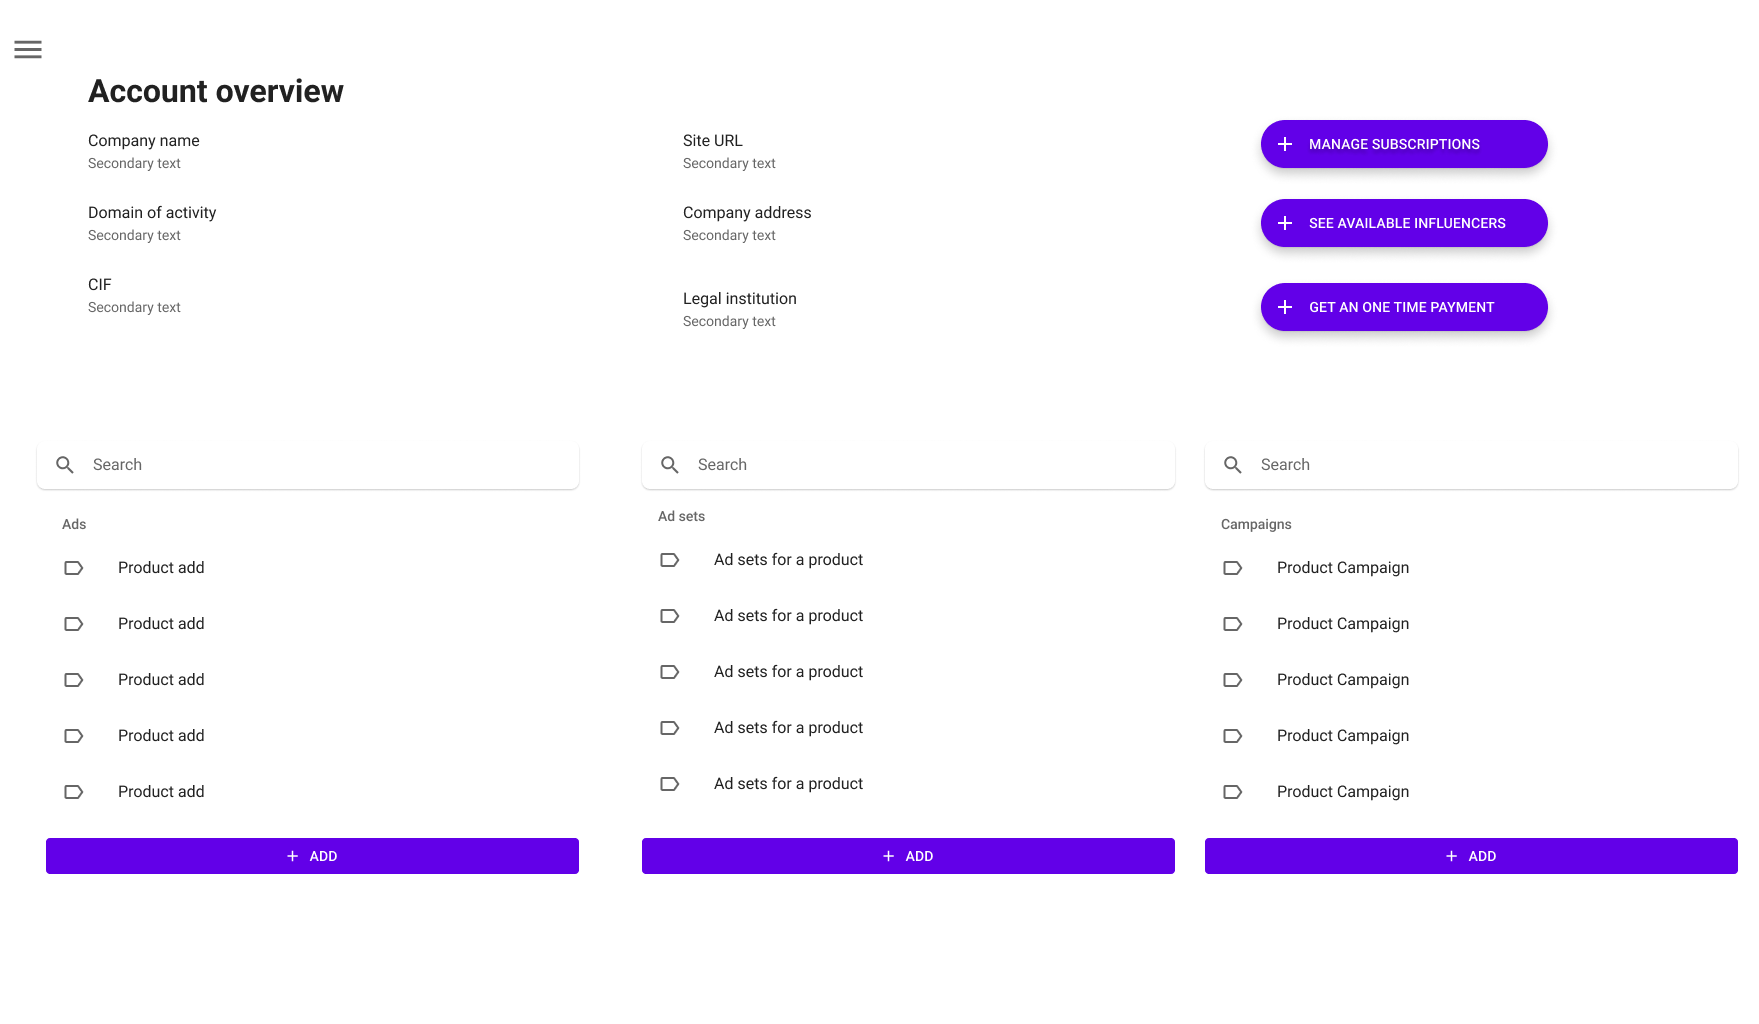 Account overview
Company name
Secondary text
Domain of activity
Secondary text
CIF
Secondary text
Site URL
Secondary text
Company address
Secondary text
Legal institution
Secondary text
MANAGE SUBSCRIPTIONS
SEE AVAILABLE INFLUENCERS
GET AN ONE TIME PAYMENT
Search
Ads
Product add
Product add
Product add
Product add
Product add
ADD
Search
Ad sets
Ad sets for a product
Ad sets for a product
Ad sets for a product
Ad sets for a product
Ad sets for a product
ADD
Search
Campaigns
Product Campaign
Product Campaign
Product Campaign
Product Campaign
Product Campaign
ADD